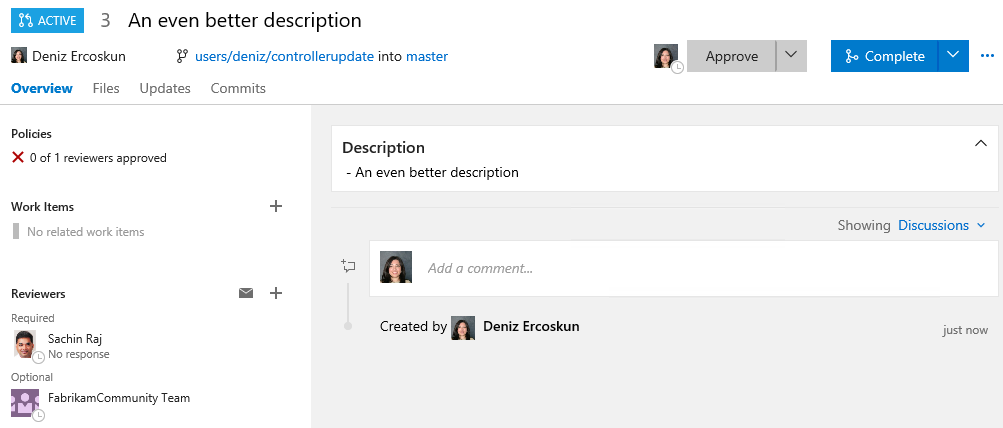 ACTIVE 3 An even better description
Deniz Ercoskun users/deniz/controllerupdate into master Approve Complete
Overview Files Updates Commits
Policies
0 of 1 reviewers approved
Work Items
No related work items
Reviewers
Required
Sachin Raj
No response
Optional
FabrikamCommunity Team
Description
- An even better description
Showing Discussions
Add a comment...
Created by Deniz Ercoskun just now